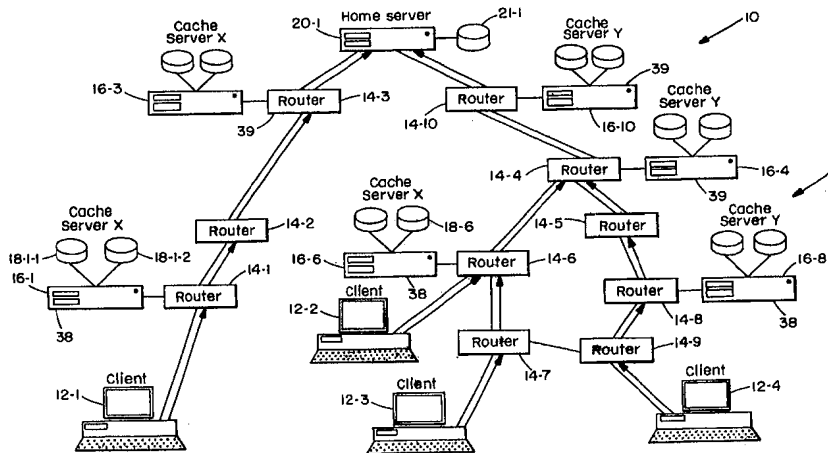 Home server
20-1
21-1
10
Cache
Server X
16-3
Router
39
14-3
Cache
Server Y
Router
14-10
39
16-10
Cache
Server Y
14-4
Router
16-4
39
Cache
Server X
18-1-1
18-1-2
16-1
38
Router
14-2
Router
14-1
Cache
Server X
18-6
16-6
38
Router
14-6
14-5
Router
Cache
Server Y
16-8
38
Router
14-8
Client
12-2
Router
14-7
Router
14-9
Client
12-1
Client
12-3
Client
12-4